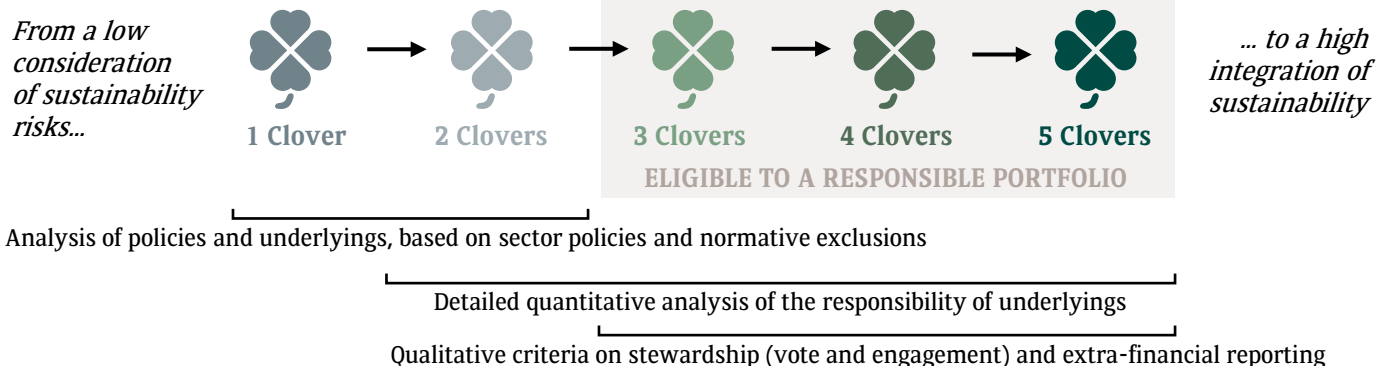 From a low
consideration
of sustainability
risks...
... to a high
integration of
sustainability
1 Clover
2 Clovers
3 Clovers
4 Clovers
5 Clovers
ELIGIBLE TO A RESPONSIBLE PORTFOLIO
Analysis of policies and underlyings, based on sector policies and normative exclusions
Detailed quantitative analysis of the responsibility of underlyings
Qualitative criteria on stewardship (vote and engagement) and extra-financial reporting